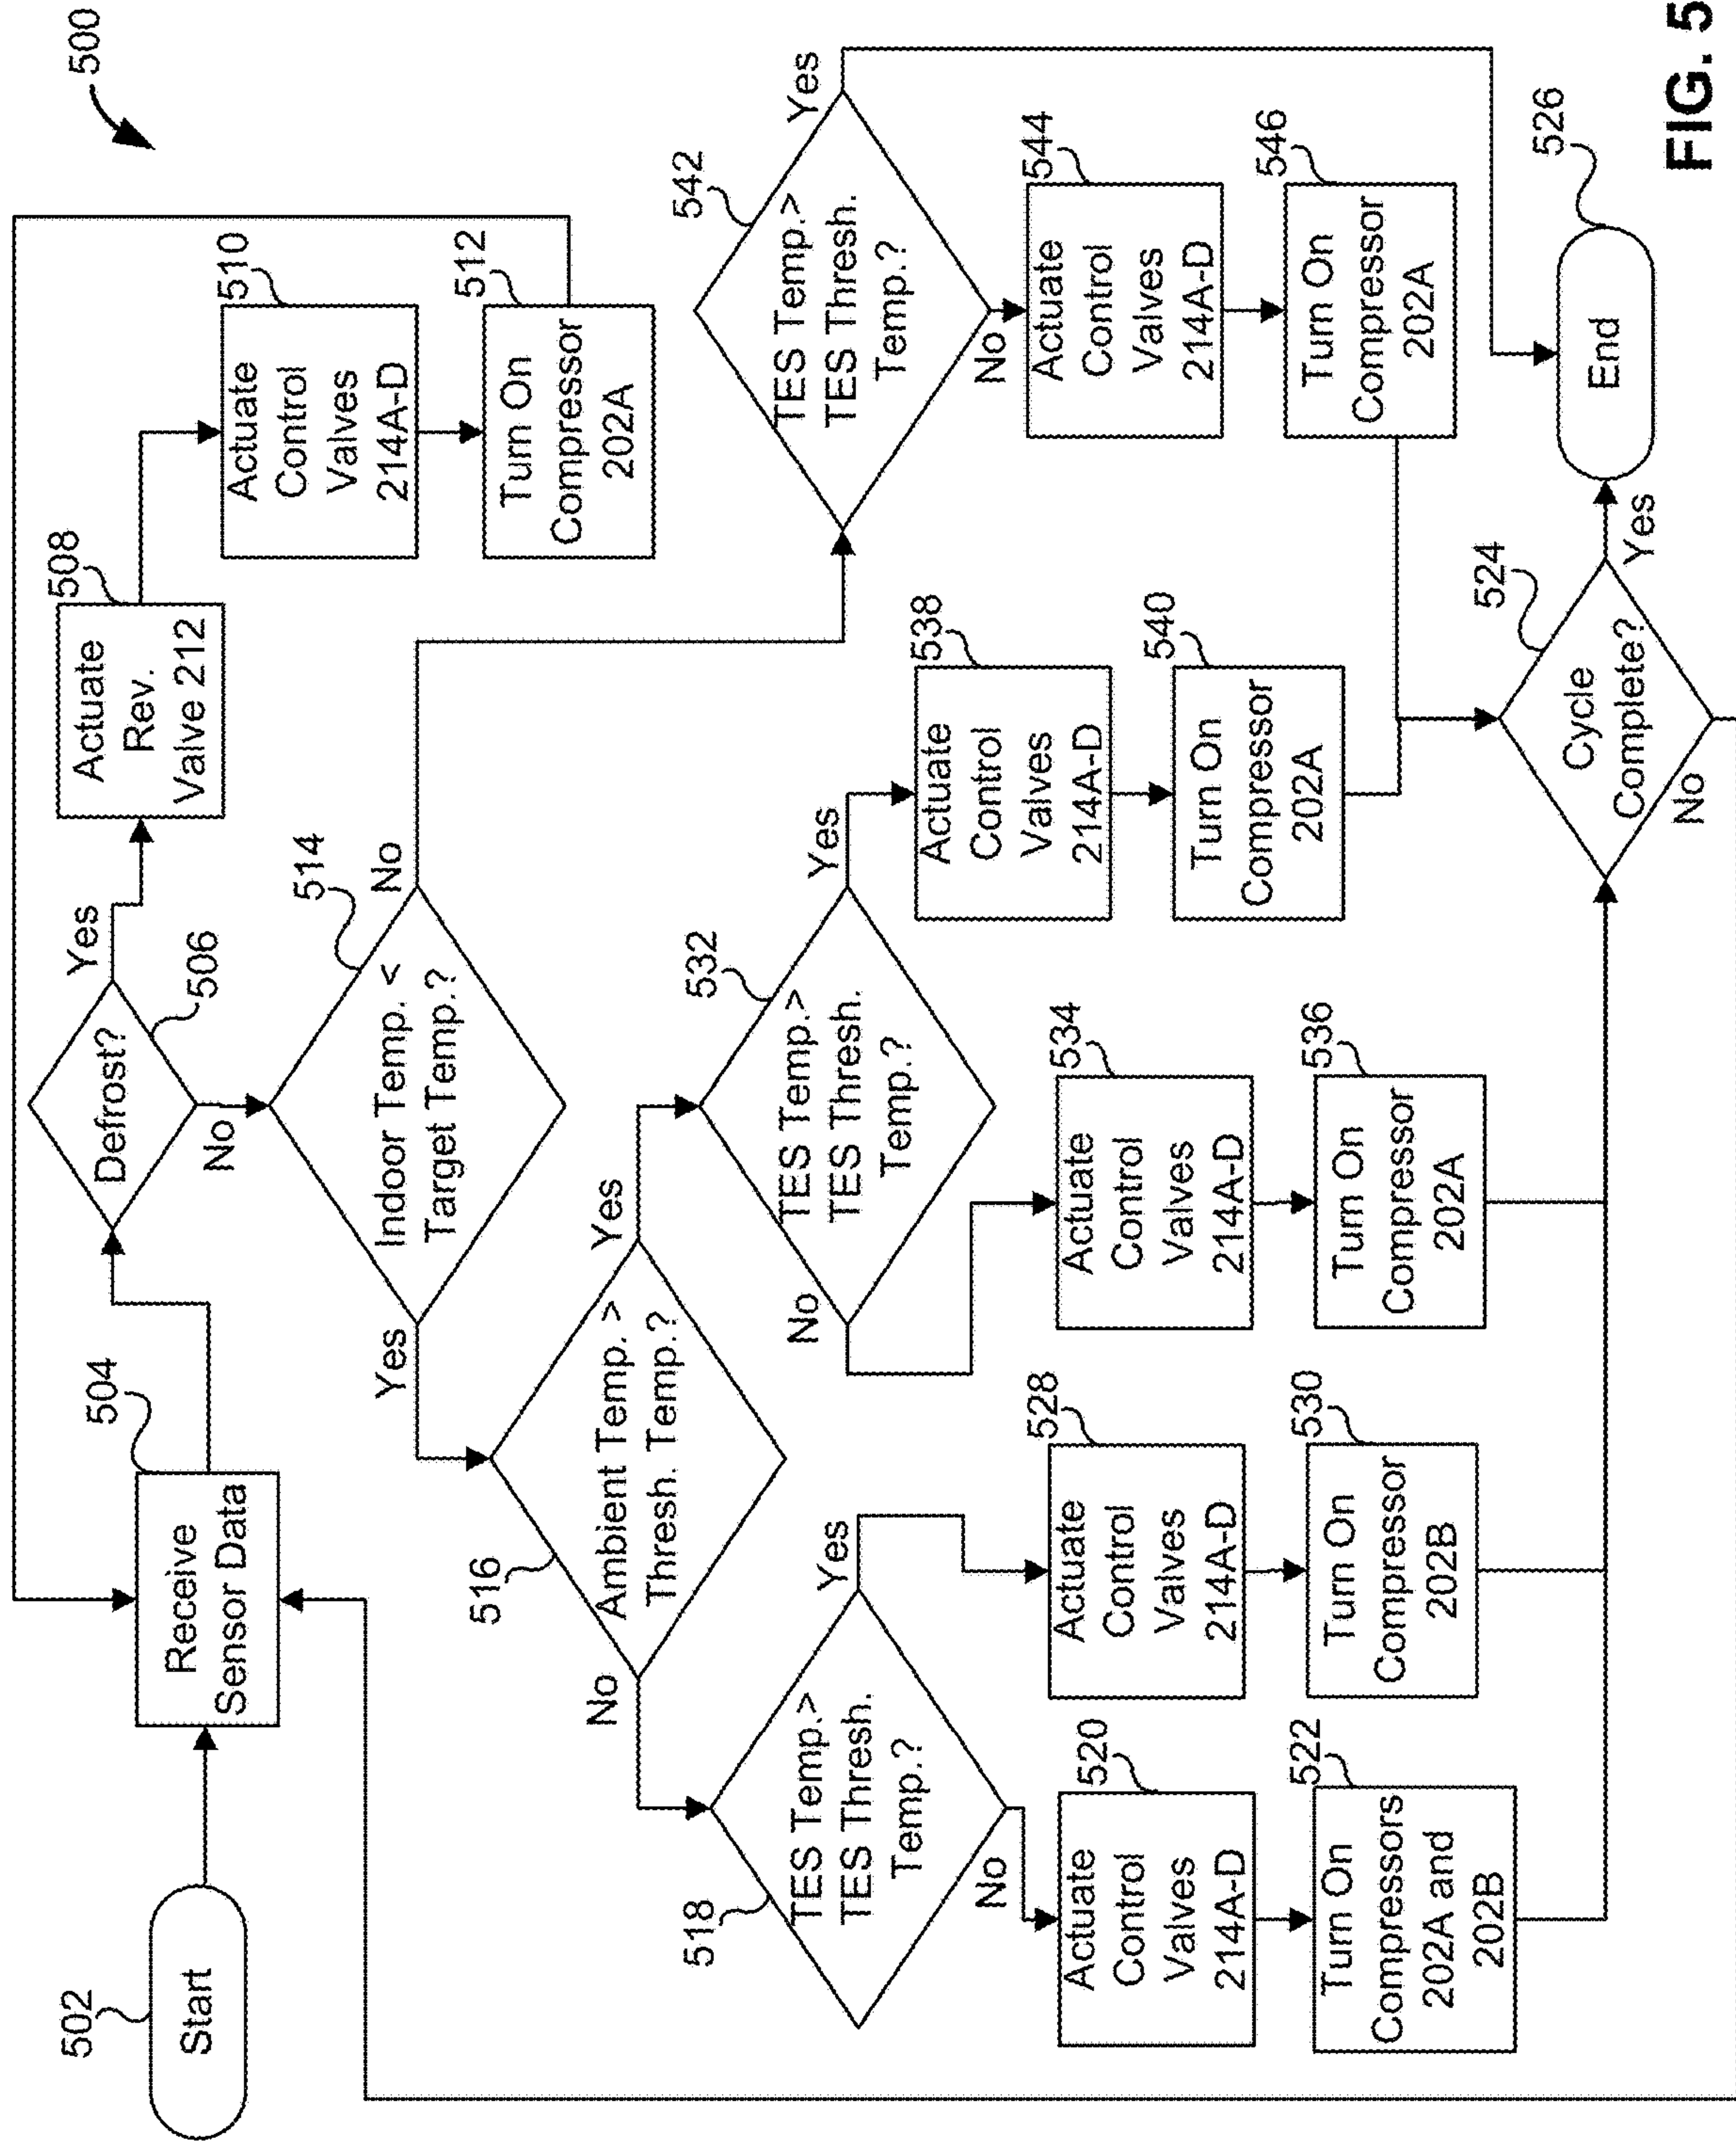 500
502
Start
504
Receive
Sensor Data
Defrost?
506
Yes
No
508
Actuate
Rev.
Valve 212
510
Actuate
Control
Valves
214A-D
512
Turn On
Compressor
202A
514
Indoor Temp. <
Target Temp.?
Yes
No
516
Ambient Temp. >
Thresh. Temp.?
No
Yes
518
TES Temp.>
TES Thresh.
Temp.?
No
Yes
520
Actuate
Control
Valves
214A-D
522
Turn On
Compressors
202A and
202B
528
Actuate
Control
Valves
214A-D
530
Turn On
Compressor
202B
532
TES Temp.>
TES Thresh.
Temp.?
No
Yes
534
Actuate
Control
Valves
214A-D
536
Turn On
Compressor
202A
538
Actuate
Control
Valves
214A-D
540
Turn On
Compressor
202A
542
TES Temp.>
TES Thresh.
Temp.?
Yes
No
544
Actuate
Control
Valves
214A-D
546
Turn On
Compressor
202A
524
Cycle
Complete?
No
Yes
526
End
FIG. 5